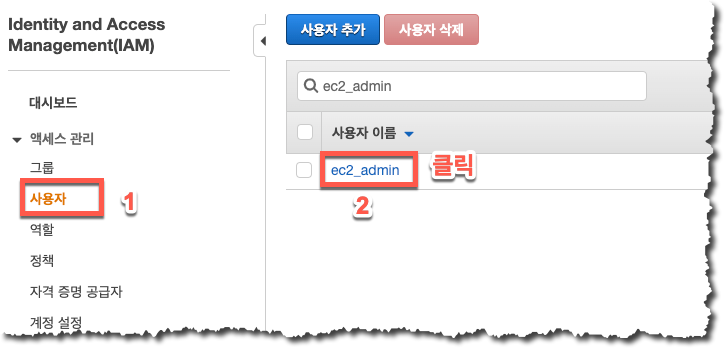 Identity and Access
Management(IAM)
대시보드
액세스 관리
그룹
사용자
1
역할
정책
자격 증명 공급자
계정 설정
사용자 추가
사용자 삭제
ec2_admin
사용자 이름
ec2_admin
클릭
2